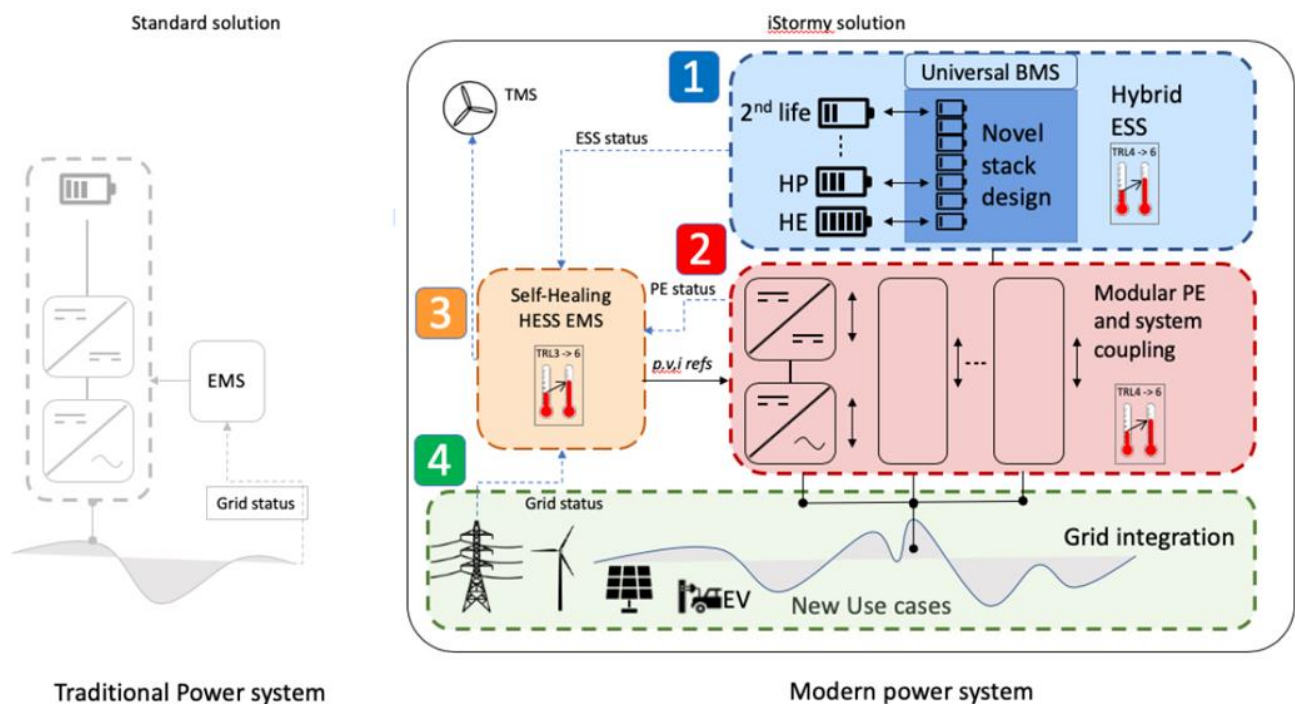 Standard solution
iStormy solution
1
Universal BMS
TMS
2nd life
Hybrid
ESS
TRL4 -> 6
Novel
stack
design
ESS status
HP
HE
2
PE status
Modular PE
and system
coupling
TRL4 -> 6
3
Self-Healing
HESS EMS
TRL3 -> 6
p,v,i refs
EMS
Grid status
4
Grid status
Grid integration
EV
New Use cases
Traditional Power system
Modern power system